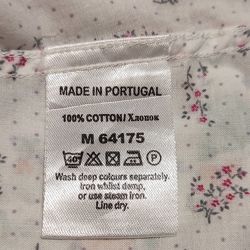 MADE IN PORTUGAL
100% COTTON/ Хлопок
M 64175
40 P
Wash deep colours separately.
Iron whilst damp,
or use steam iron.
Line dry.